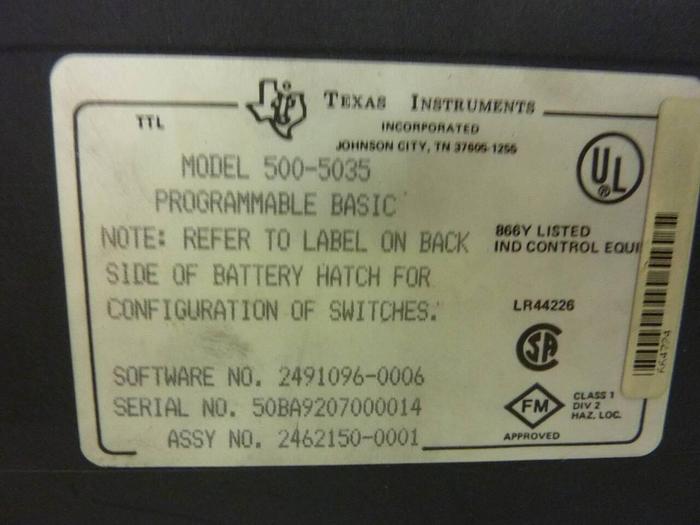 TTL
TEXAS INSTRUMENTS
INCORPORATED
JOHNSON CITY, TN 37605-1255
MODEL 500-5035
PROGRAMMABLE BASIC
NOTE: REFER TO LABEL ON BACK
SIDE OF BATTERY HATCH FOR
CONFIGURATION OF SWITCHES.
SOFTWARE NO. 2491096-0006
SERIAL NO. 50BA9207000014
ASSY NO. 2462150-0001
UL
®
866Y LISTED
IND CONTROL EQUI
LR44226
SA
FM
APPROVED
CLASS 1
DIV 2
HAZ. LOC.